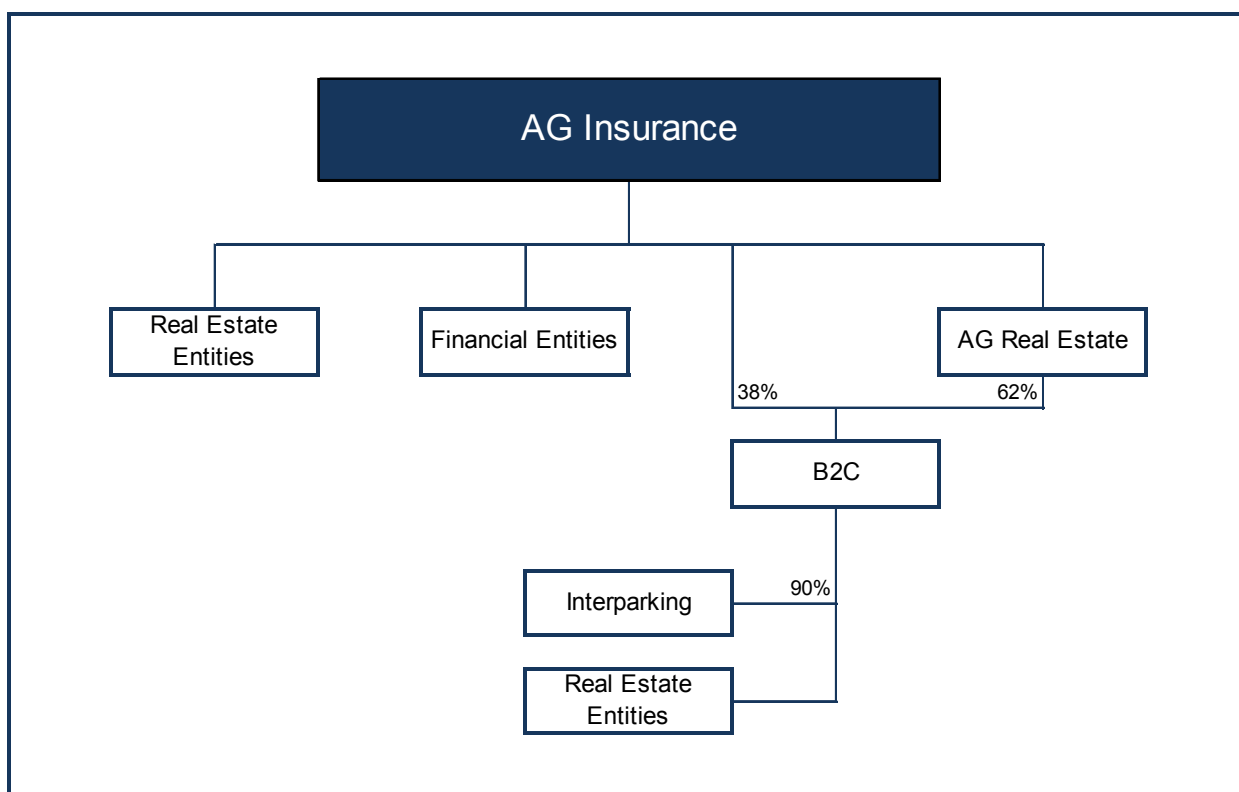 AG Insurance
Real Estate
Entities
Financial Entities
AG Real Estate
38%
62%
B2C
90%
Interparking
Real Estate
Entities